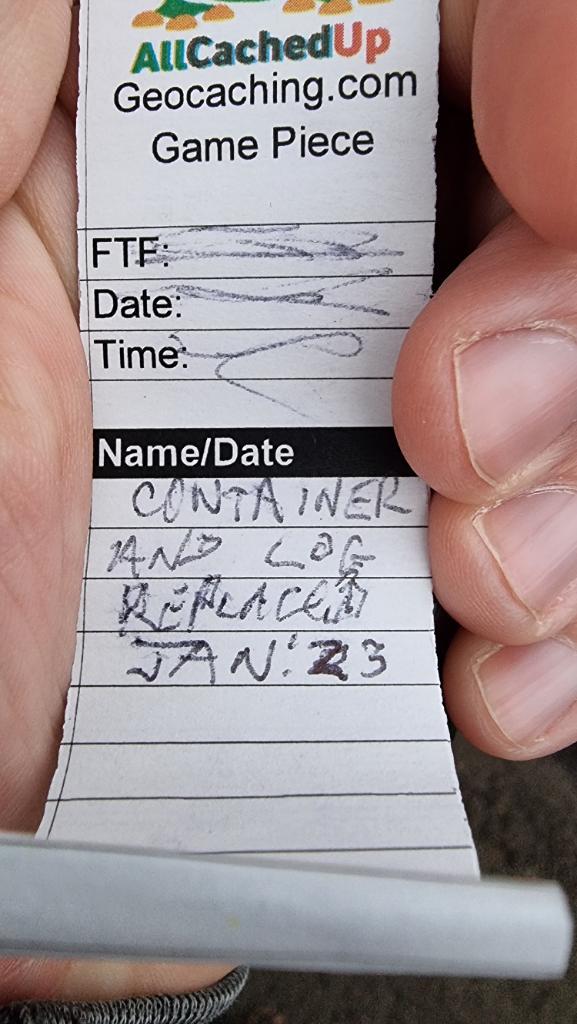 AllCachedUp
Geocaching.com
Game Piece
FTF:
Date:
Time:
Name/Date
CONTAINER
AND LOG
REPLACED
JAN. '23